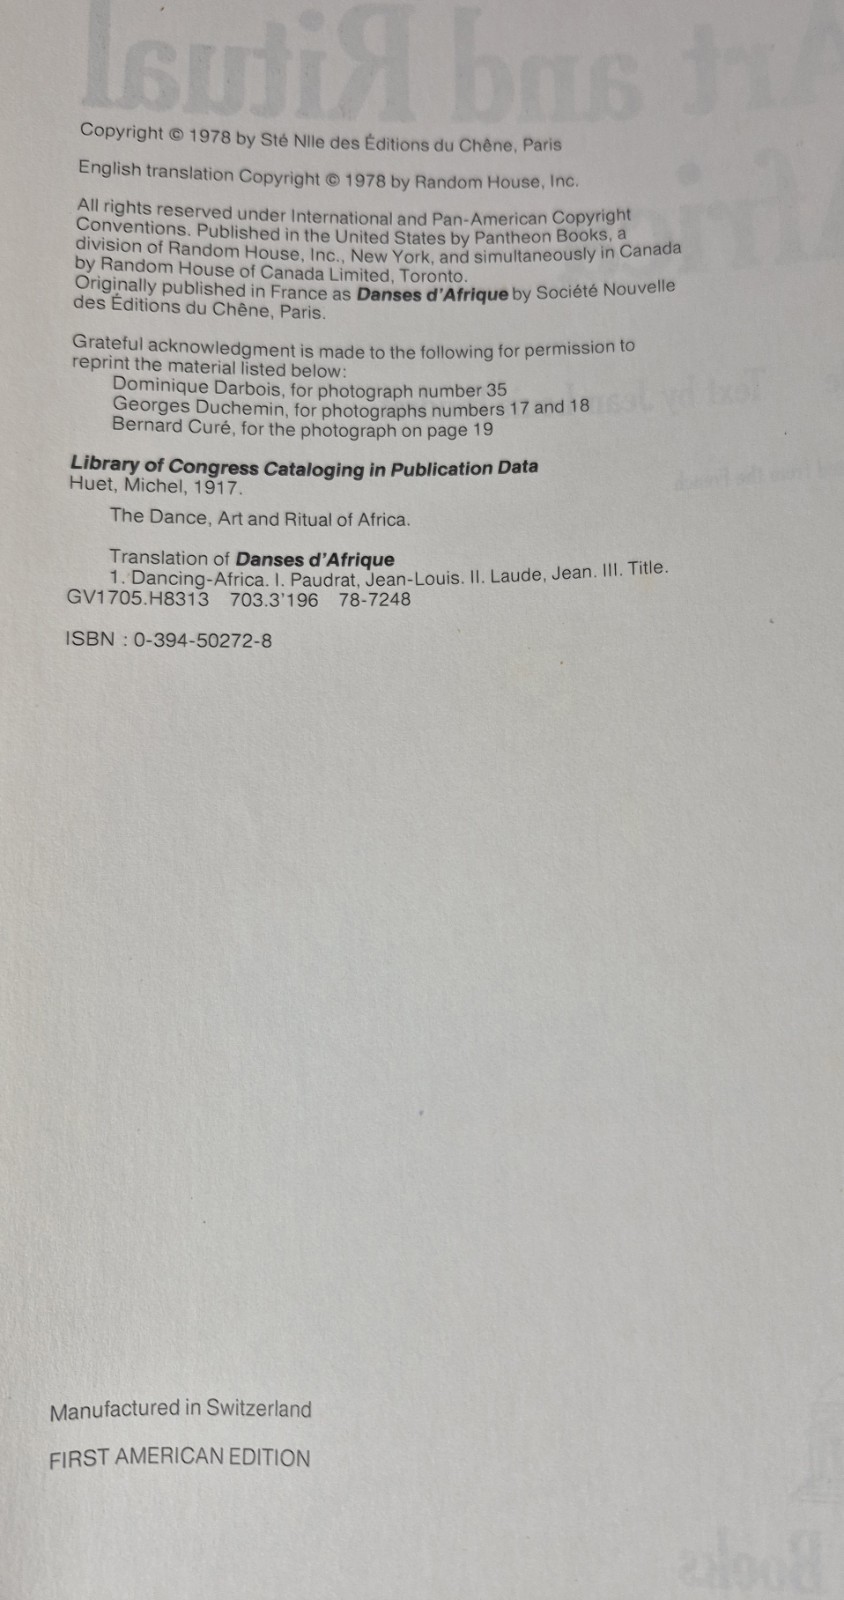 Copyright © 1978 by Sté Nlle des Éditions du Chêne, Paris
English translation Copyright © 1978 by Random House, Inc.
All rights reserved under International and Pan-American Copyright
Conventions. Published in the United States by Pantheon Books, a
division of Random House, Inc., New York, and simultaneously in Canada
by Random House of Canada Limited, Toronto.
Originally published in France as Danses d'Afrique by Société Nouvelle
des Éditions du Chêne, Paris.
Grateful acknowledgment is made to the following for permission to
reprint the material listed below:
Dominique Darbois, for photograph number 35
Georges Duchemin, for photographs numbers 17 and 18
Bernard Curé, for the photograph on page 19
Library of Congress Cataloging in Publication Data
Huet, Michel, 1917.
The Dance, Art and Ritual of Africa.
Translation of Danses d'Afrique
1. Dancing-Africa. I. Paudrat, Jean-Louis. II. Laude, Jean. III. Title.
GV1705.H8313 703.3'196 78-7248
ISBN : 0-394-50272-8
Manufactured in Switzerland
FIRST AMERICAN EDITION